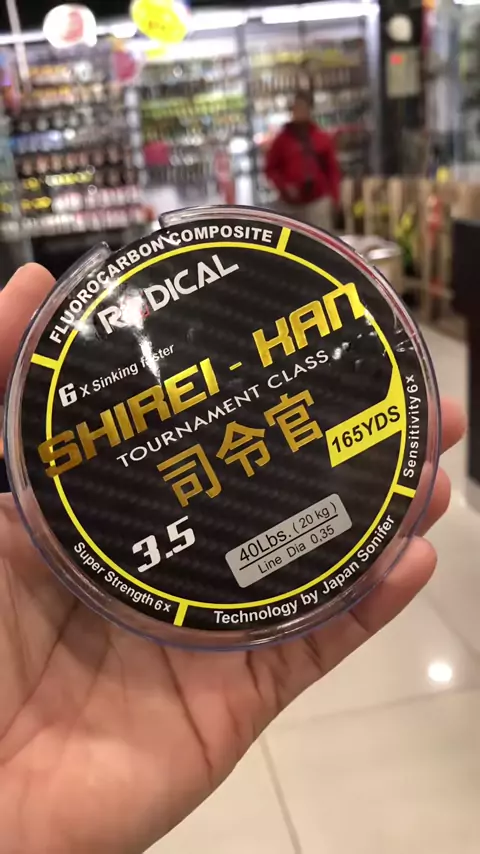 FLUOROCARBON COMPOSITE
RADICAL
6 x Sinking faster
SHIREI - KAN
TOURNAMENT CLASS
司令官
165YDS
Sensitivity 6x
3.5
40Lbs. (20 kg)
Line Dia 0,35
Super Strength 6x
Technology by Japan Sonifer